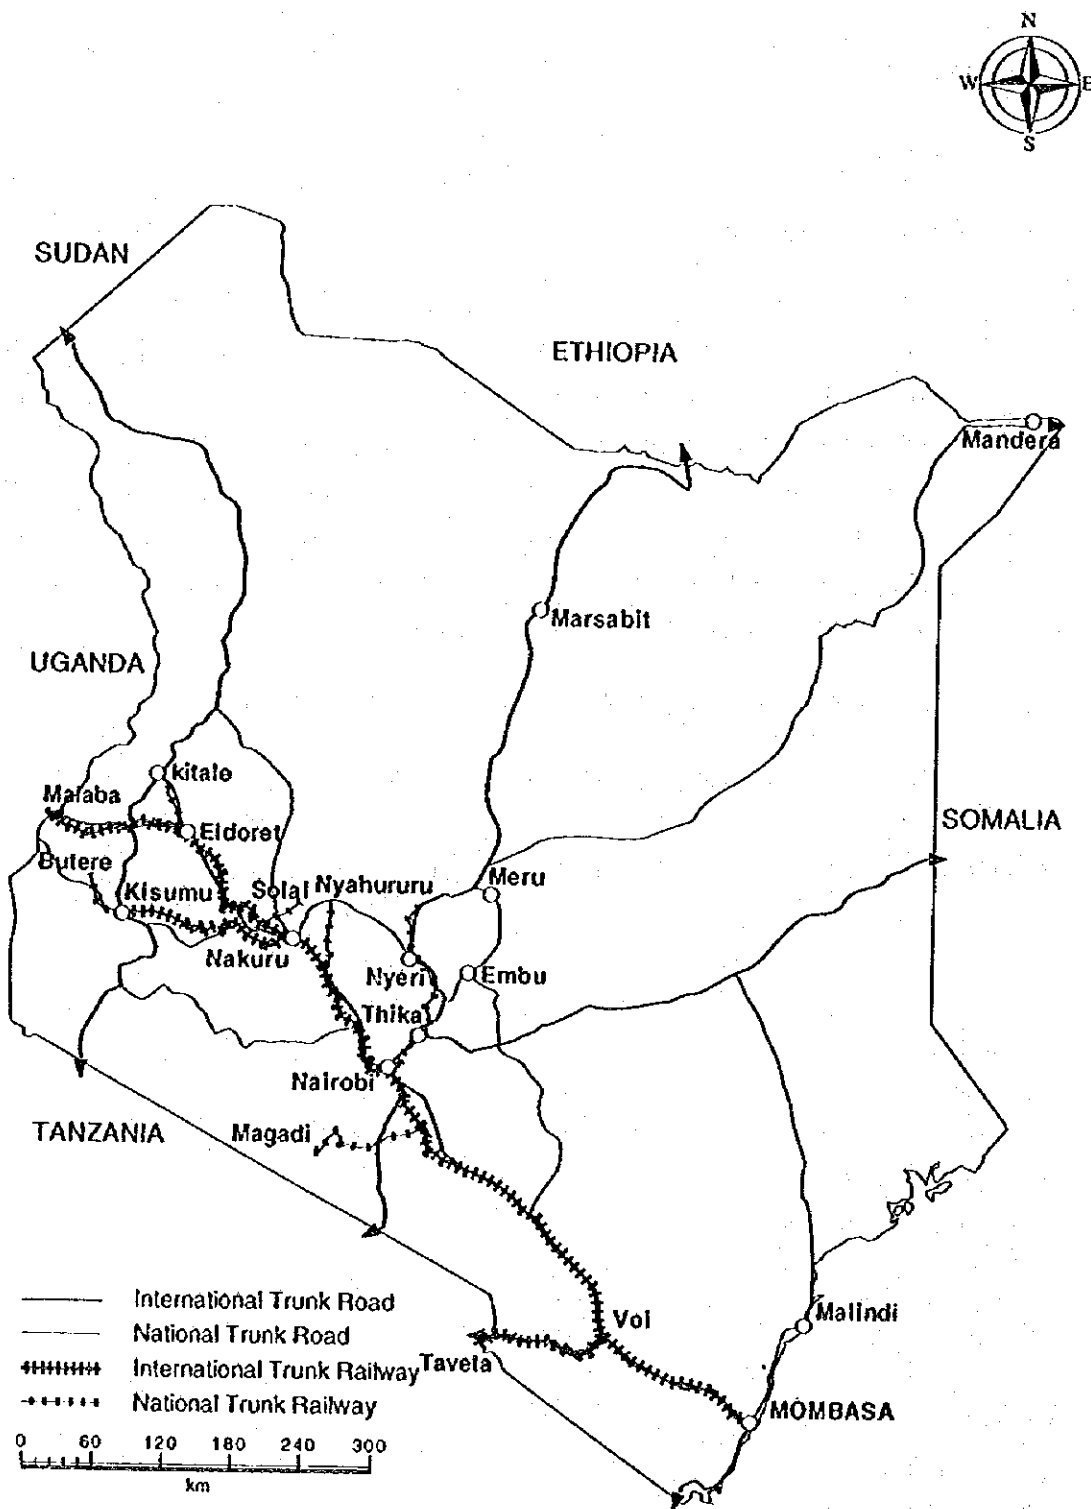 N
W E
S
SUDAN
ETHIOPIA
Mandera
Marsabit
UGANDA
kitale
Malaba
Eldoret
SOMALIA
Butere
Kisumu
Solai
Nyahururu
Meru
Nakuru
Nyeri
Embu
Thika
Nairobi
TANZANIA
Magadi
International Trunk Road
National Trunk Road
International Trunk Railway
National Trunk Railway
Voi
Malindi
Taveta
MOMBASA
0 60 120 180 240 300
km